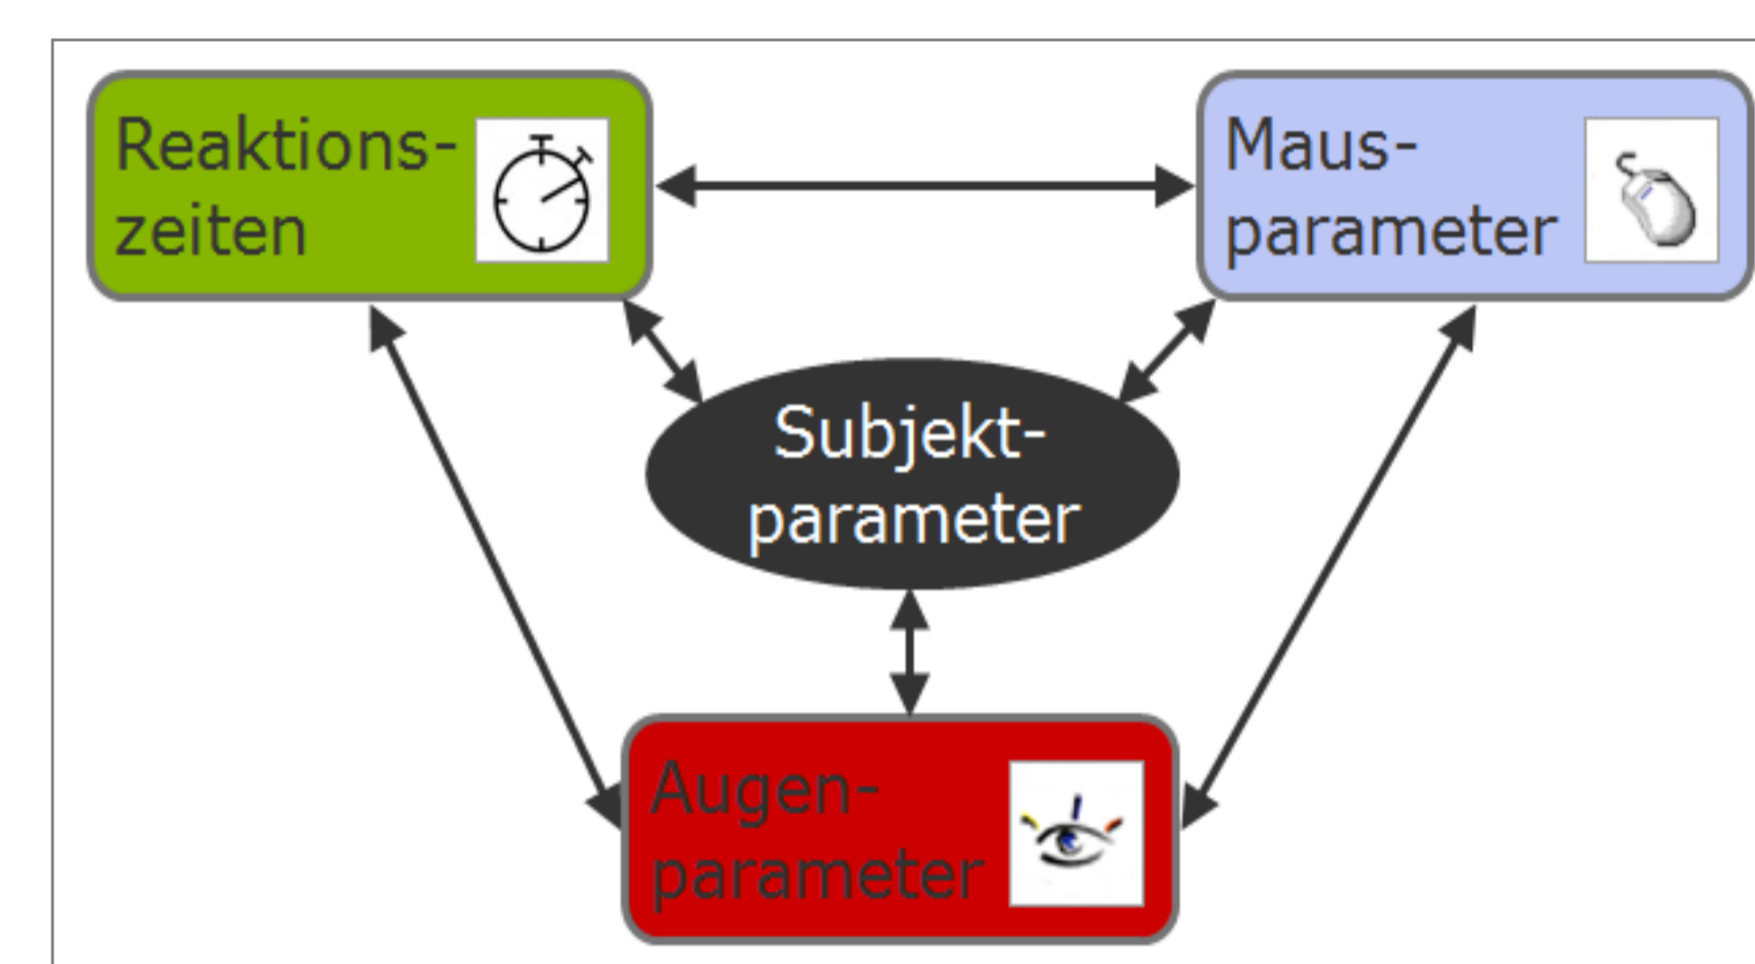 Reaktions-
zeiten
Maus-
parameter
Subjekt-
parameter
Augen-
parameter